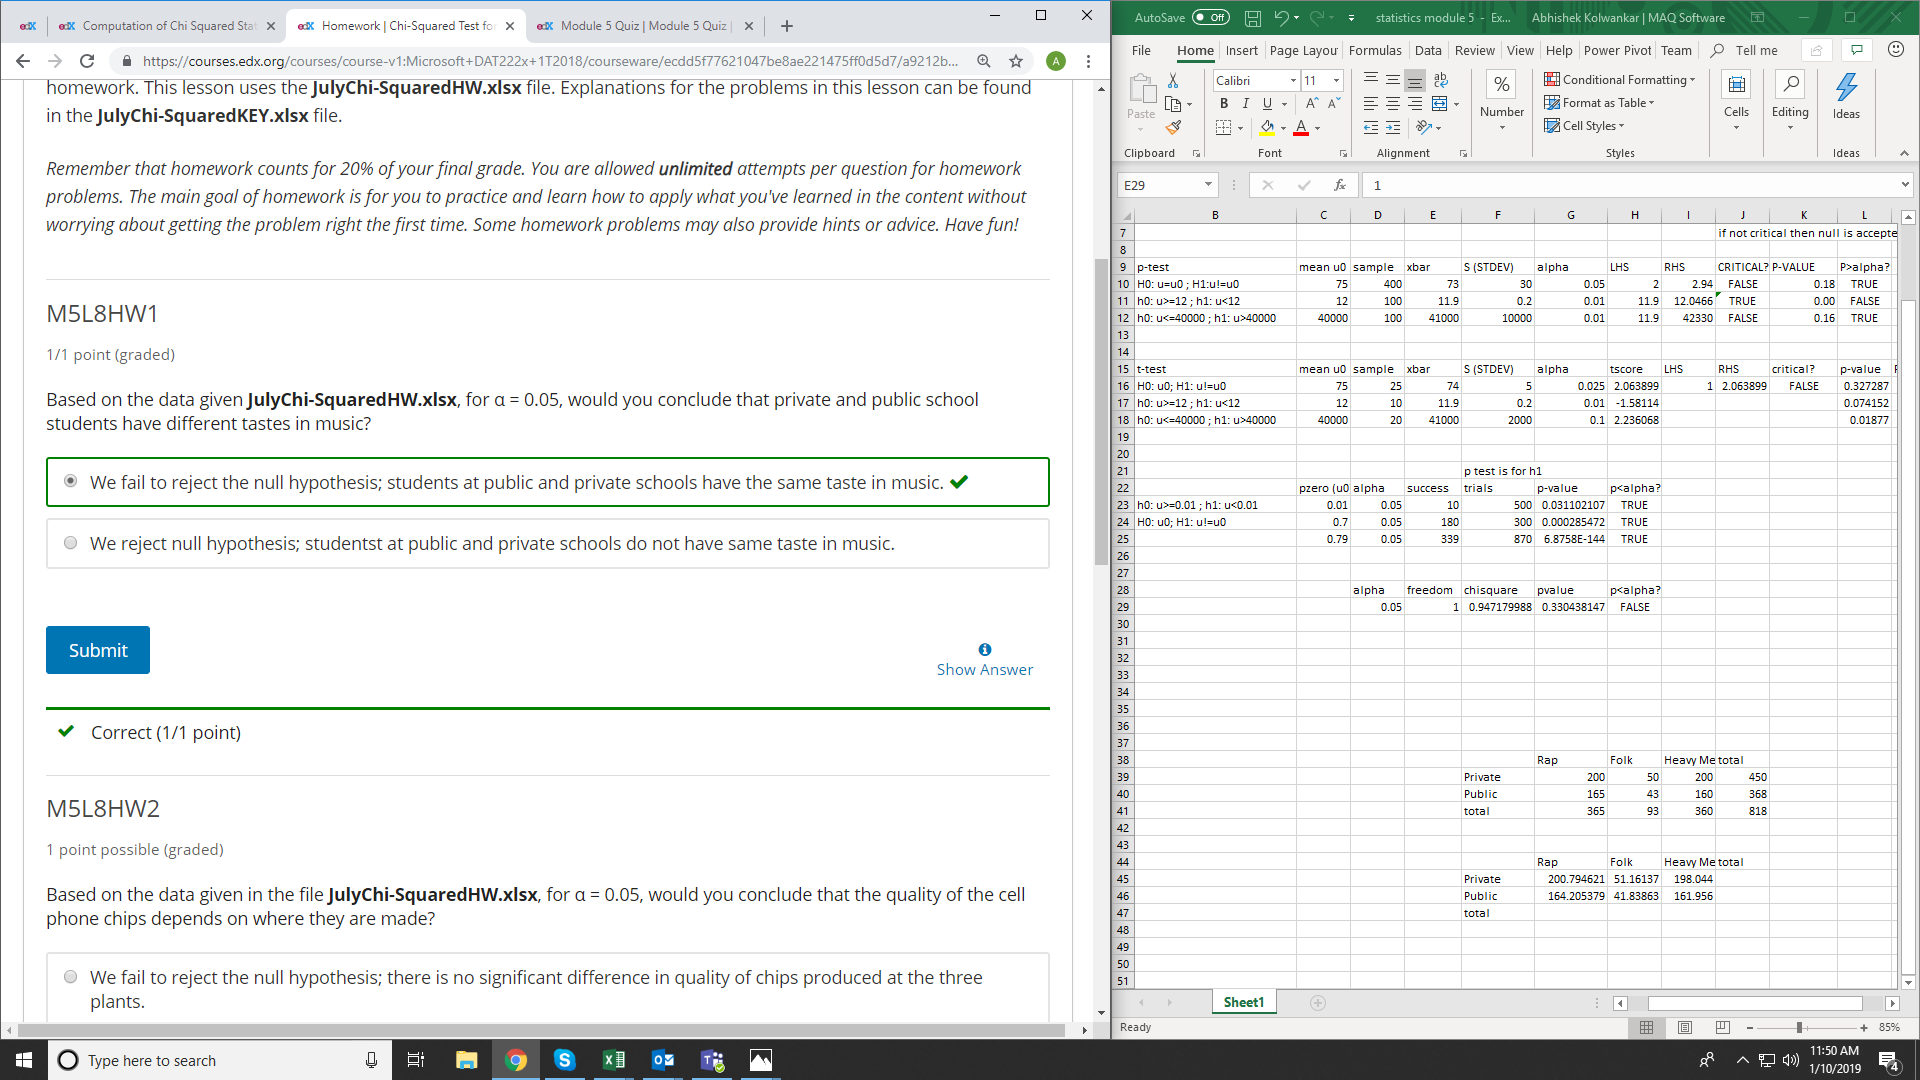 Computation of Chi Squared Stat
Homework | Chi-Squared Test fo
Module 5 Quiz | Module 5 Quiz |
https://courses.edx.org/courses/course-v1:Microsoft+DAT222x+1T2018/courseware/ecdd5f77621047be8ae221475ff0d5d7/a9212b...
A
homework. This lesson uses the JulyChi-SquaredHW.xlsx file. Explanations for the problems in this lesson can be found
in the JulyChi-SquaredKEY.xlsx file.
Remember that homework counts for 20% of your final grade. You are allowed unlimited attempts per question for homework
problems. The main goal of homework is for you to practice and learn how to apply what you've learned in the content without
worrying about getting the problem right the first time. Some homework problems may also provide hints or advice. Have fun!
M5L8HW1
1/1 point (graded)
Based on the data given JulyChi-SquaredHW.xlsx, for α = 0.05, would you conclude that private and public school
students have different tastes in music?
We fail to reject the null hypothesis; students at public and private schools have the same taste in music.
We reject null hypothesis; studentst at public and private schools do not have same taste in music.
Submit
Show Answer
Correct (1/1 point)
M5L8HW2
1 point possible (graded)
Based on the data given in the file JulyChi-SquaredHW.xlsx, for α = 0.05, would you conclude that the quality of the cell
phone chips depends on where they are made?
We fail to reject the null hypothesis; there is no significant difference in quality of chips produced at the three
plants.
AutoSave Off statistics module 5 - Ex... Abhishek Kolwankar | MAQ Software
File Home Insert Page Layou Formulas Data Review View Help Power Pivot Team Tell me
Paste Calibri 11 Number Conditional Formatting Cells Editing Ideas
B I U A Format as Table
Cell Styles
Clipboard Font Alignment Styles Ideas
E29 fx 1
B C D E F G H I J K L
7 if not critical then null is accepte
8
9 p-test mean u0 sample xbar S (STDEV) alpha LHS RHS CRITICAL? P-VALUE P>alpha?
10 H0: u=u0 ; H1:u!=u0 75 400 73 30 0.05 2 2.94 FALSE 0.18 TRUE
11 h0: u>=12 ; h1: u<12 12 100 11.9 0.2 0.01 11.9 12.0466 TRUE 0.00 FALSE
12 h0: u<=40000 ; h1: u>40000 40000 100 41000 10000 0.01 11.9 42330 FALSE 0.16 TRUE
13
14
15 t-test mean u0 sample xbar S (STDEV) alpha tscore LHS RHS critical? p-value
16 H0: u0; H1: u!=u0 75 25 74 5 0.025 2.063899 1 2.063899 FALSE 0.327287
17 h0: u>=12 ; h1: u<12 12 10 11.9 0.2 0.01 -1.58114 0.074152
18 h0: u<=40000 ; h1: u>40000 40000 20 41000 2000 0.1 2.236068 0.01877
19
20
21 p test is for h1
22 pzero (u0 alpha success trials p-value p<alpha?
23 h0: u>=0.01 ; h1: u<0.01 0.01 0.05 10 500 0.031102107 TRUE
24 H0: u0; H1: u!=u0 0.7 0.05 180 300 0.000285472 TRUE
25 0.79 0.05 339 870 6.8758E-144 TRUE
26
27
28 alpha freedom chisquare pvalue p<alpha?
29 0.05 1 0.947179988 0.330438147 FALSE
30
31
32
33
34
35
36
37
38 Rap Folk Heavy Me total
39 Private 200 50 200 450
40 Public 165 43 160 368
41 total 365 93 360 818
42
43
44 Rap Folk Heavy Me total
45 Private 200.794621 51.16137 198.044
46 Public 164.205379 41.83863 161.956
47 total
48
49
50
51
Sheet1
Ready 85%
Type here to search
11:50 AM
1/10/2019
4